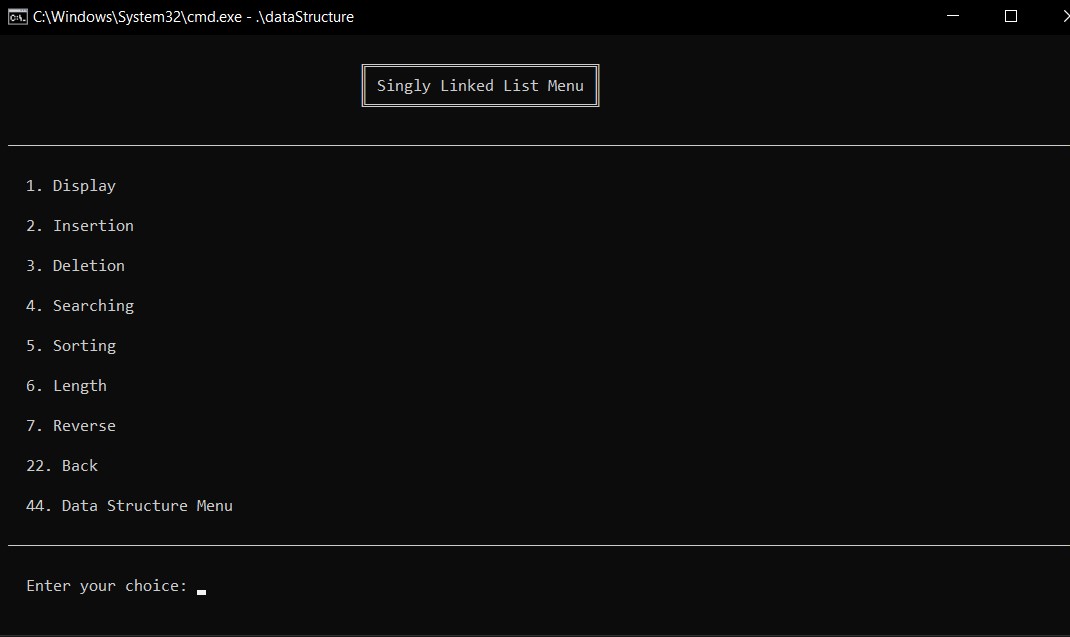 C:\Windows\System32\cmd.exe - .\dataStructure
Singly Linked List Menu
1. Display
2. Insertion
3. Deletion
4. Searching
5. Sorting
6. Length
7. Reverse
22. Back
44. Data Structure Menu
Enter your choice: